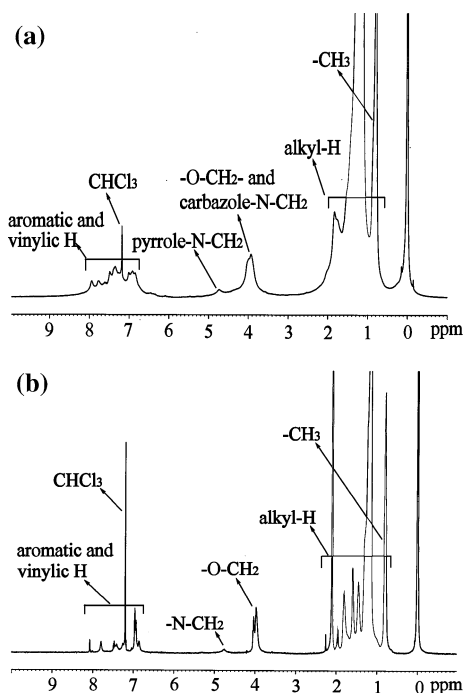 (a)
-CH3
alkyl-H
CHCl3
-O-CH2- and
carbazole-N-CH2
aromatic and
vinylic H
pyrrole-N-CH2
9 8 7 6 5 4 3 2 1 0 ppm
(b)
-CH3
CHCl3
alkyl-H
aromatic and
vinylic H
-O-CH2
-N-CH2
9 8 7 6 5 4 3 2 1 0 ppm